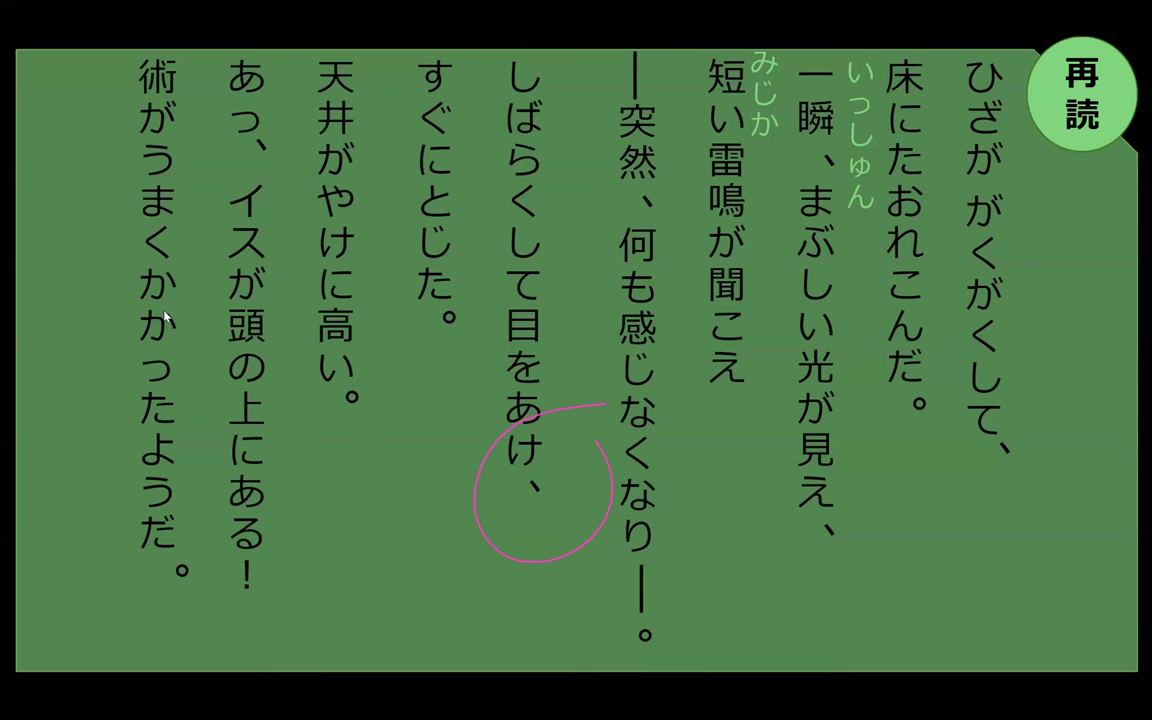 再読
ひざが がくがくして、
床にたおれこんだ。
いっしゅん
一瞬、まぶしい光が見え、
みじか
短い雷鳴が聞こえ
―突然、何も感じなくなり―。
しばらくして目をあけ、
すぐにとじた。
天井がやけに高い。
あっ、イスが頭の上にある！
術がうまくかかったようだ。